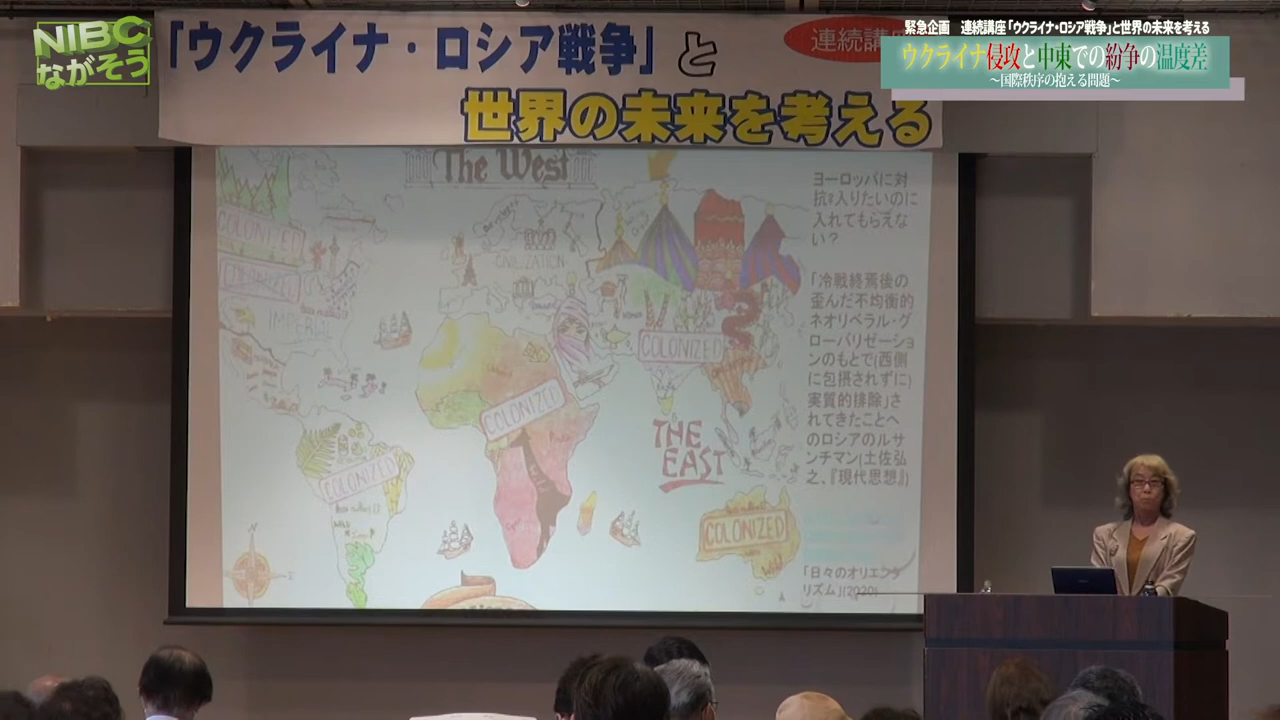 NIBC
ながそう
緊急企画 連続講座「ウクライナ・ロシア戦争」と世界の未来を考える
ウクライナ侵攻と中東での紛争の温度差
～国際秩序の抱える問題～
「ウクライナ・ロシア戦争」と
連続講
世界の未来を考える
The West
ヨーロッパに対
抗?入りたいのに
入れてもらえな
い?
「冷戦終焉後の
歪んだ不均衡的
ネオリベラル・グ
ローバリゼーショ
ンのもとで(西側
に包摂されずに)
実質的排除」さ
れてきたことへ
のロシアのルサ
ンチマン(土佐弘
之、『現代思想』)
「日々のオリエンタ
リズム」(2020)
COLONIZED
CIVILIZATION
IMPERIAL
COLONIZED
COLONIZED
COLONIZED
THE
EAST
COLONIZED
N